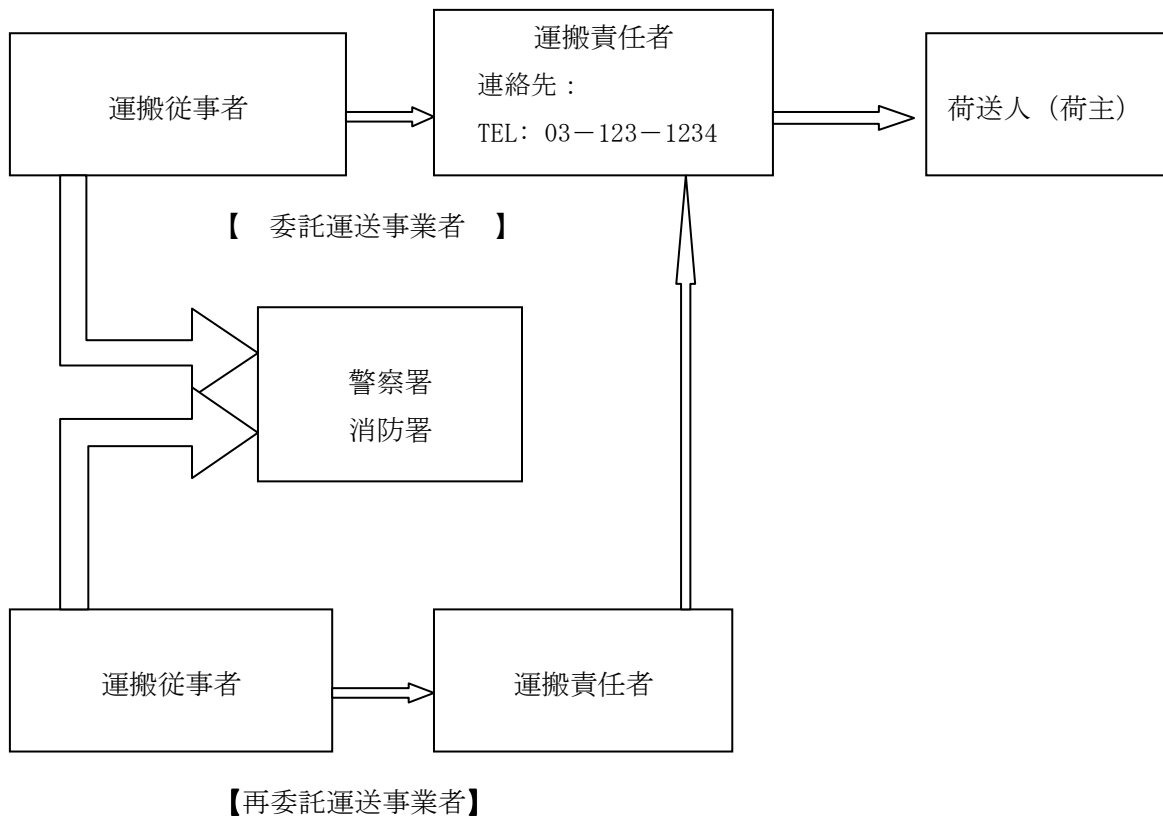 運搬従事者
運搬責任者
連絡先：
TEL: 03－123－1234
荷送人（荷主）
【　委託運送事業者　】
警察署
消防署
運搬従事者
運搬責任者
【再委託運送事業者】